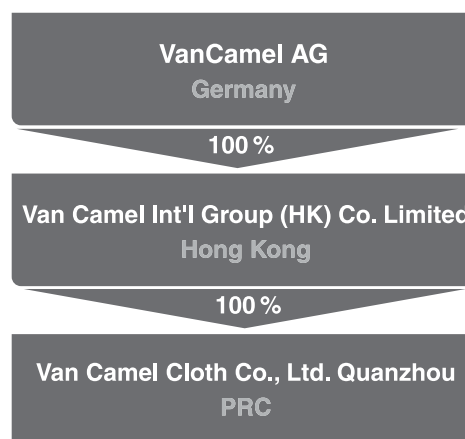 VanCamel AG
Germany
100 %
Van Camel Int'l Group (HK) Co. Limited
Hong Kong
100 %
Van Camel Cloth Co., Ltd. Quanzhou
PRC